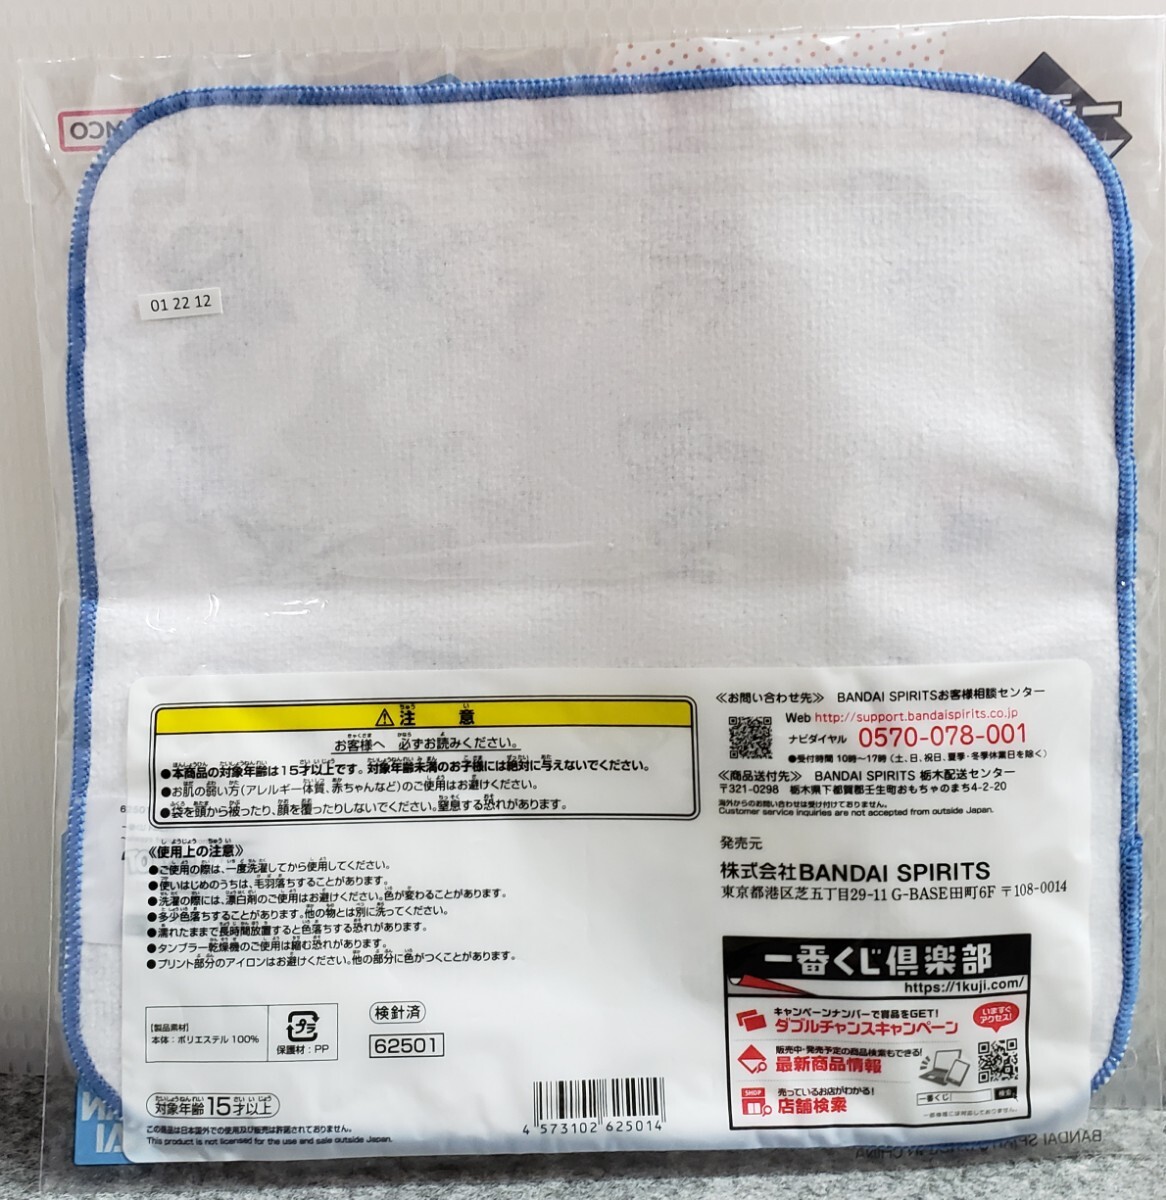 01 22 12
⚠注 意
お客様へ 必ずお読みください。
●本商品の対象年齢は15才以上です。対象年齢未満のお子様には絶対に与えないでください。
●お肌の弱い方(アレルギー体質、赤ちゃんなど)のご使用はお避けください。
●袋を頭から被ったり、顔を覆ったりしないでください。窒息する恐れがあります。
《使用上の注意》
●ご使用の際は、一度洗濯してから使用してください。
●使いはじめのうちは、毛羽落ちすることがあります。
●洗濯の際には、漂白剤のご使用はお避けください。色が変わることがあります。
●多少色落ちすることがあります。他の物とは別に洗ってください。
●濡れたままで長時間放置すると色落ちする恐れがあります。
●タンブラー乾燥機のご使用は縮む恐れがあります。
●プリント部分のアイロンはお避けください。他の部分に色がつくことがあります。
【製品素材】
本体:ポリエステル100%
プラ
保護材:PP
検針済
62501
対象年齢15才以上
この商品は日本国外での使用及び販売は許諾されておりません。
This product is not licensed for the use and sale outside Japan.
4 573102 625014
《お問い合わせ先》 BANDAI SPIRITSお客様相談センター
Web http://support.bandaispirits.co.jp
ナビダイヤル 0570-078-001
●受付時間 10時~17時(土、日、祝日、夏季・冬季休業日を除く)
《商品送付先》 BANDAI SPIRITS 栃木配送センター
〒321-0298 栃木県下都賀郡壬生町おもちゃのまち4-2-20
海外からのお問い合わせは受け付けておりません。
Customer service inquiries are not accepted from outside Japan.
発売元
株式会社BANDAI SPIRITS
東京都港区芝五丁目29-11 G-BASE田町6F 〒108-0014
一番くじ倶楽部
https://1kuji.com/
キャンペーンナンバーで賞品をGET!
ダブルチャンスキャンペーン
いますぐアクセス!
販売中・発売予定の商品検索もできる!
最新商品情報
SHOP
売っているお店がわかる!
店舗検索
一番くじ 検索